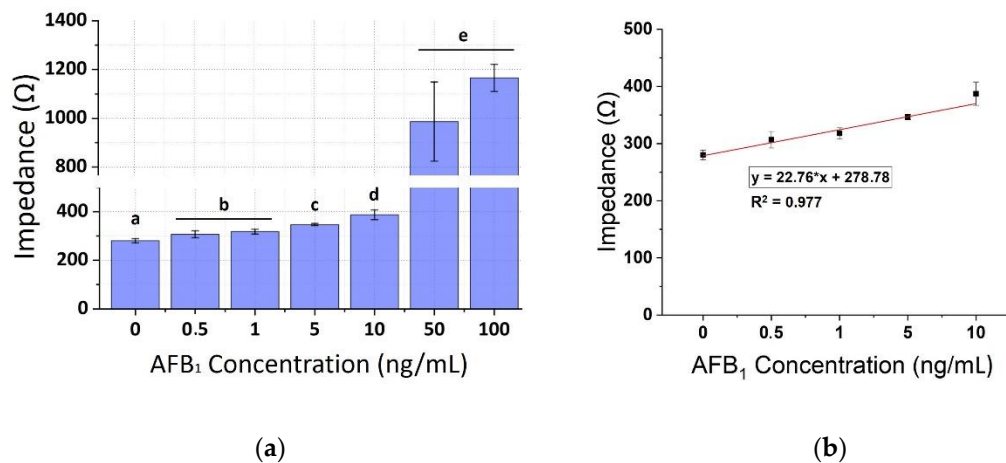 1400
1200
1000
800
400
200
0
Impedance (Ω)
a
b
c
d
e
0 0.5 1 5 10 50 100
AFB₁ Concentration (ng/mL)
(a)
500
400
300
200
100
0
Impedance (Ω)
y = 22.76*x + 278.78
R² = 0.977
0 0.5 1 5 10
AFB₁ Concentration (ng/mL)
(b)